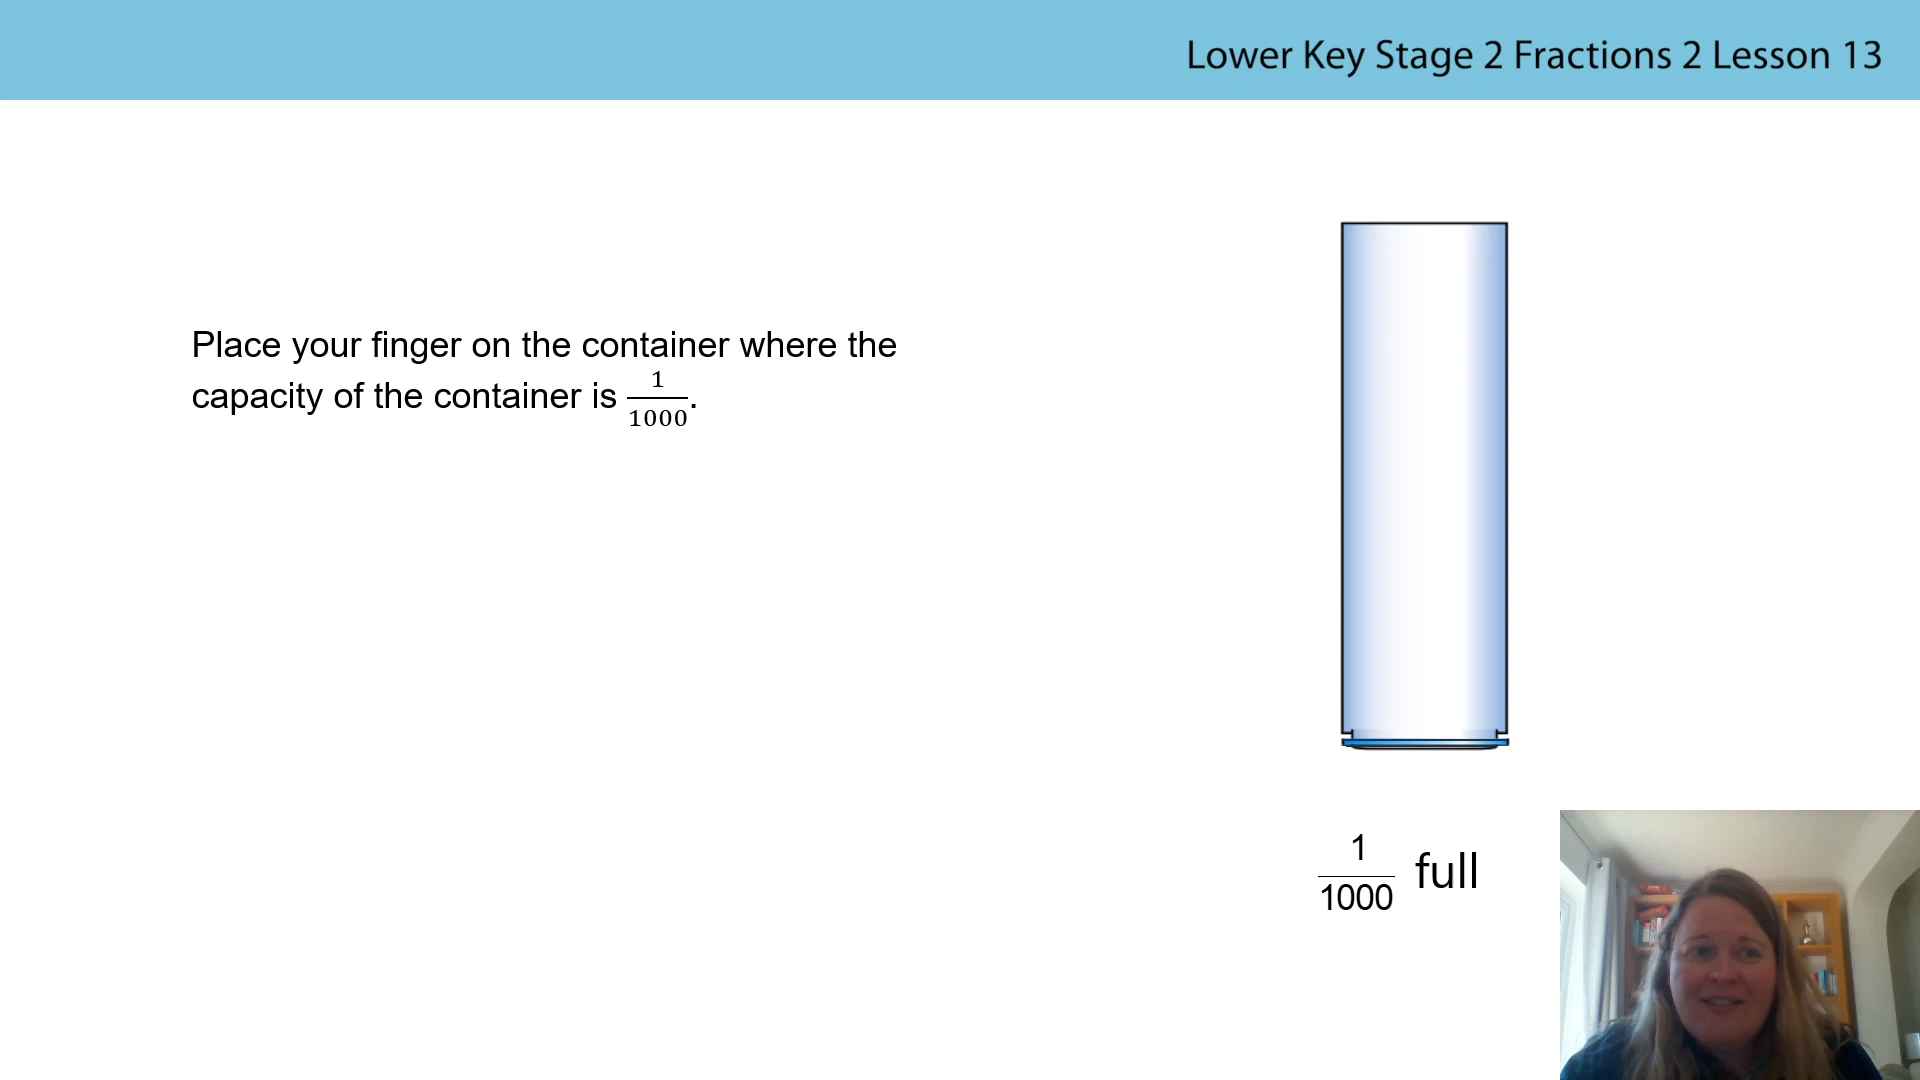 Lower Key Stage 2 Fractions 2 Lesson 13
Place your finger on the container where the
capacity of the container is 1/1000.
1/1000 full